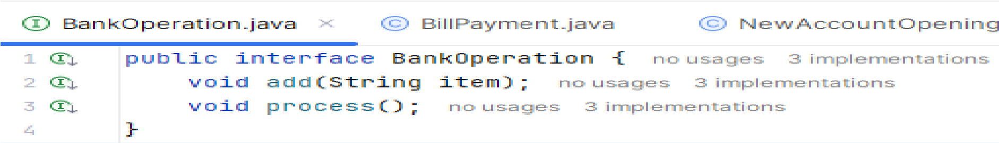 BankOperation.java × BillPayment.java NewAccountOpening
1 public interface BankOperation { no usages 3 implementations
2 void add(String item); no usages 3 implementations
3 void process(); no usages 3 implementations
4 }